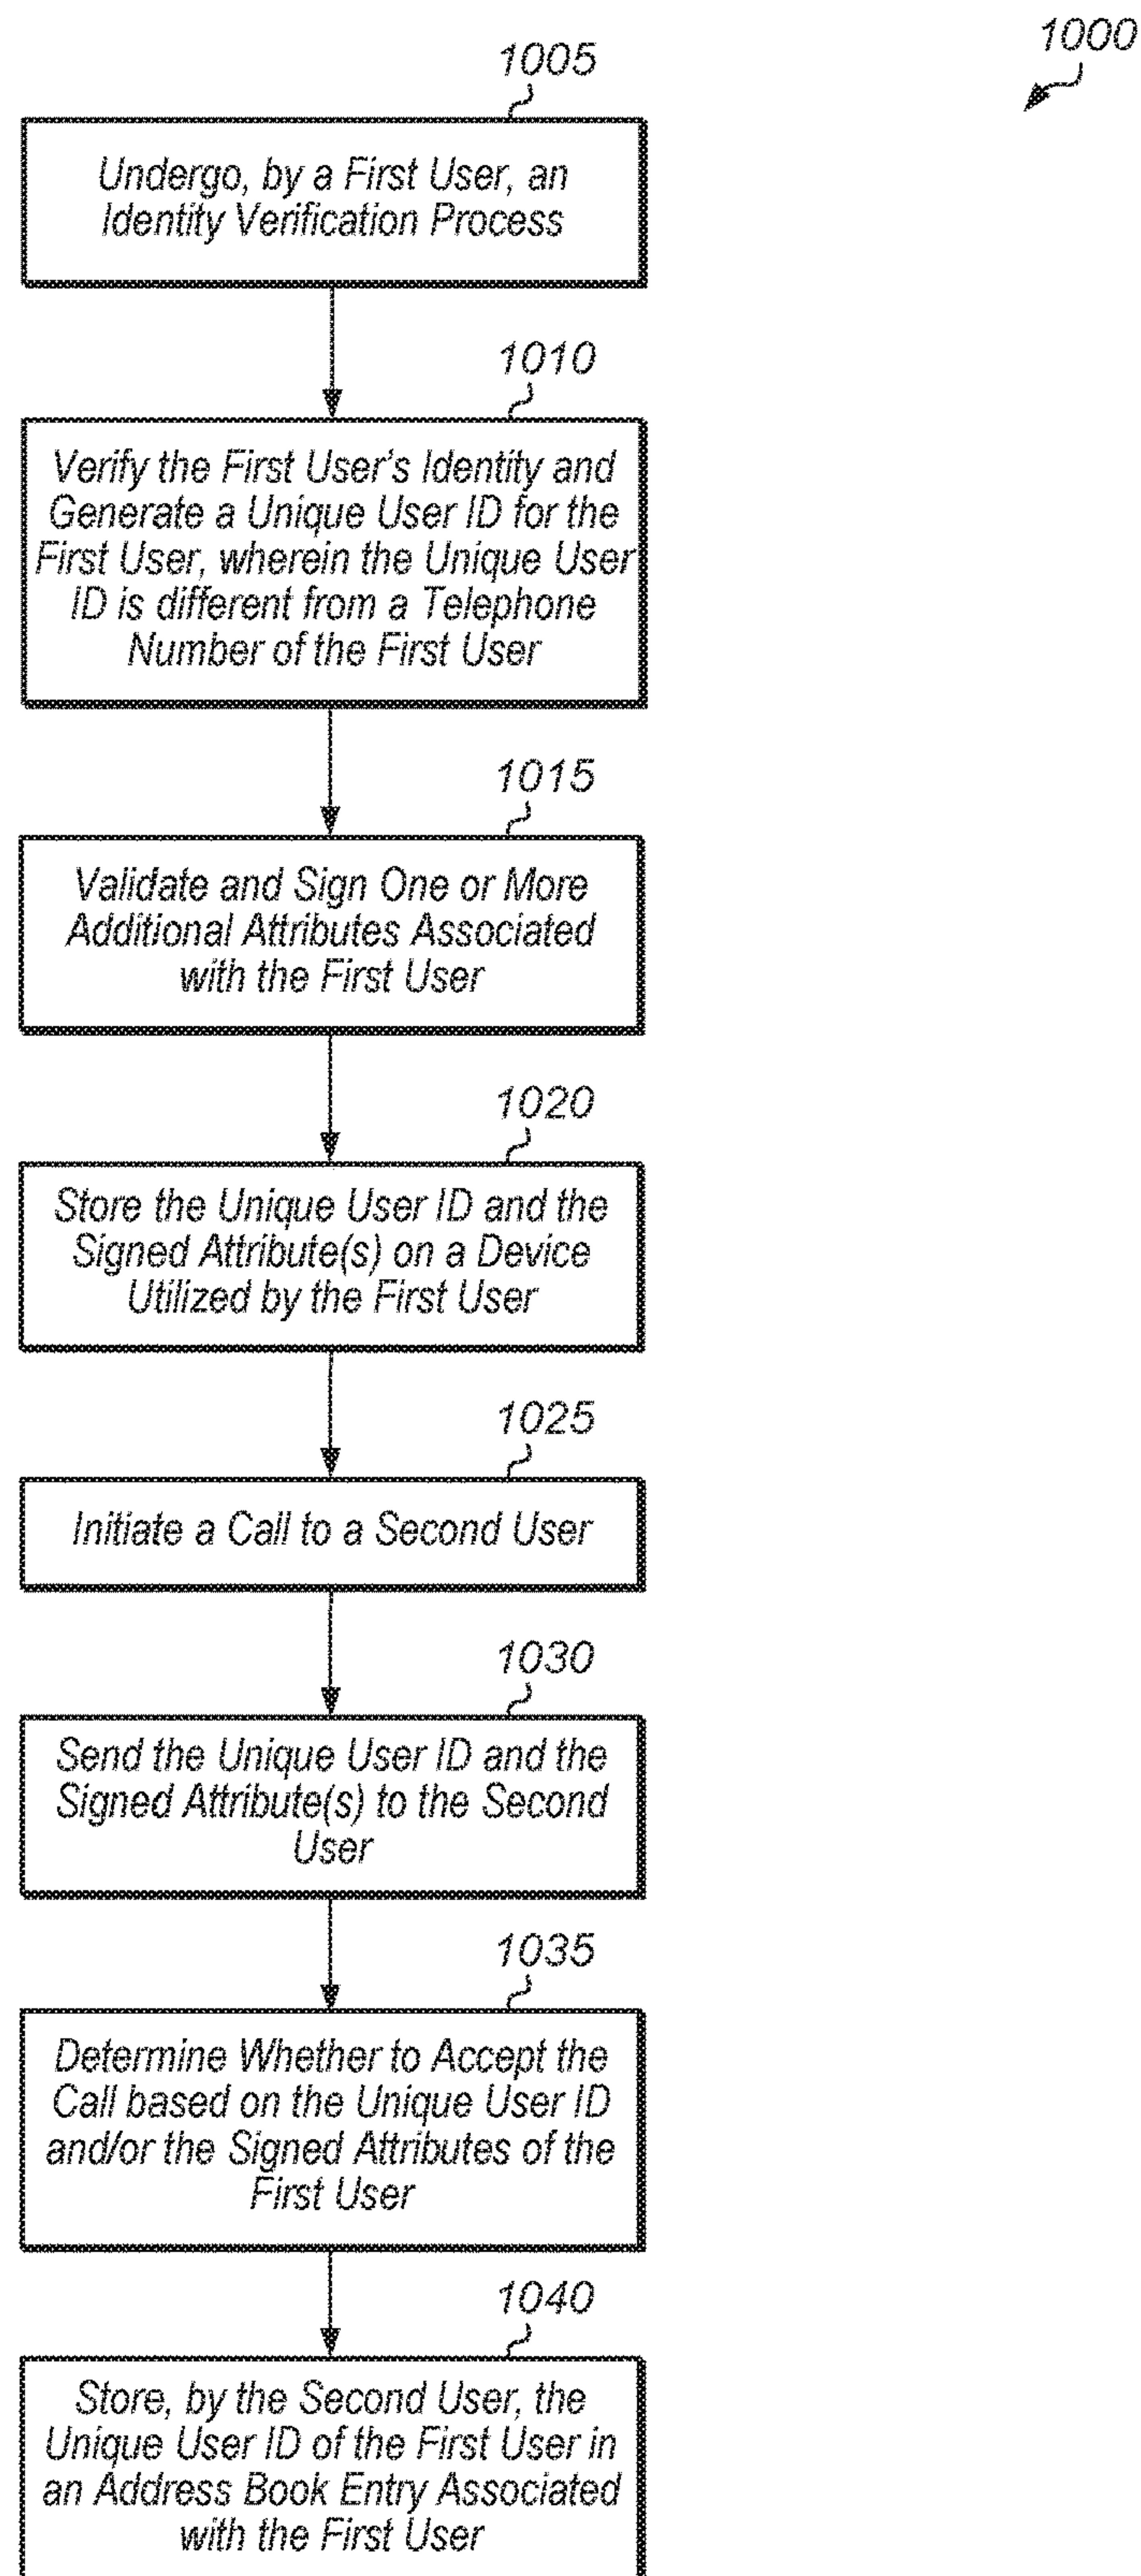 1000
1005
Undergo, by a First User, an
Identity Verification Process
1010
Verify the First User's Identity and
Generate a Unique User ID for the
First User, wherein the Unique User
ID is different from a Telephone
Number of the First User
1015
Validate and Sign One or More
Additional Attributes Associated
with the First User
1020
Store the Unique User ID and the
Signed Attribute(s) on a Device
Utilized by the First User
1025
Initiate a Call to a Second User
1030
Send the Unique User ID and the
Signed Attribute(s) to the Second
User
1035
Determine Whether to Accept the
Call based on the Unique User ID
and/or the Signed Attributes of the
First User
1040
Store, by the Second User, the
Unique User ID of the First User in
an Address Book Entry Associated
with the First User